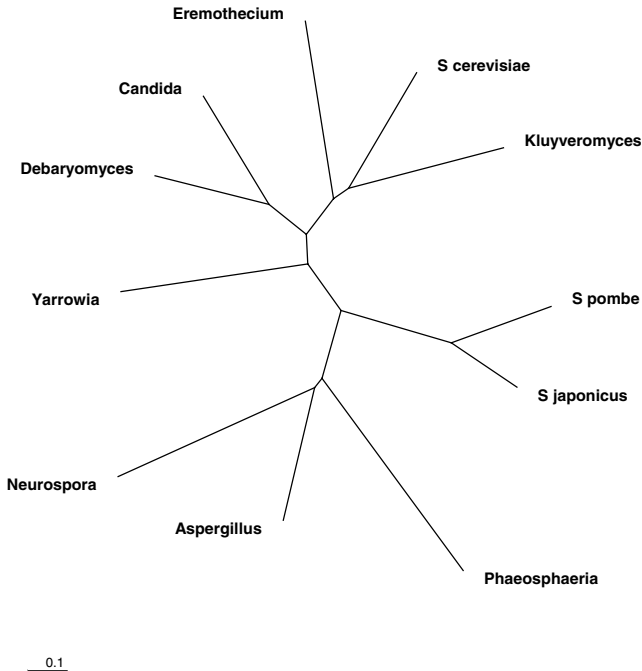 Eremothecium
S cerevisiae
Candida
Kluyveromyces
Debaryomyces
Yarrowia
S pombe
S japonicus
Neurospora
Aspergillus
Phaeosphaeria
0.1